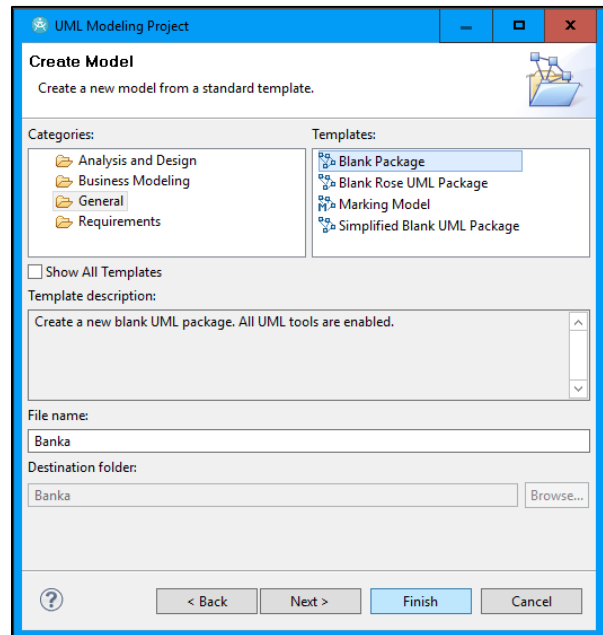 UML Modeling Project
Create Model
Create a new model from a standard template.
Categories:
Analysis and Design
Business Modeling
General
Requirements
Templates:
Blank Package
Blank Rose UML Package
Marking Model
Simplified Blank UML Package
Show All Templates
Template description:
Create a new blank UML package. All UML tools are enabled.
File name:
Banka
Destination folder:
Banka
Browse...
< Back
Next >
Finish
Cancel